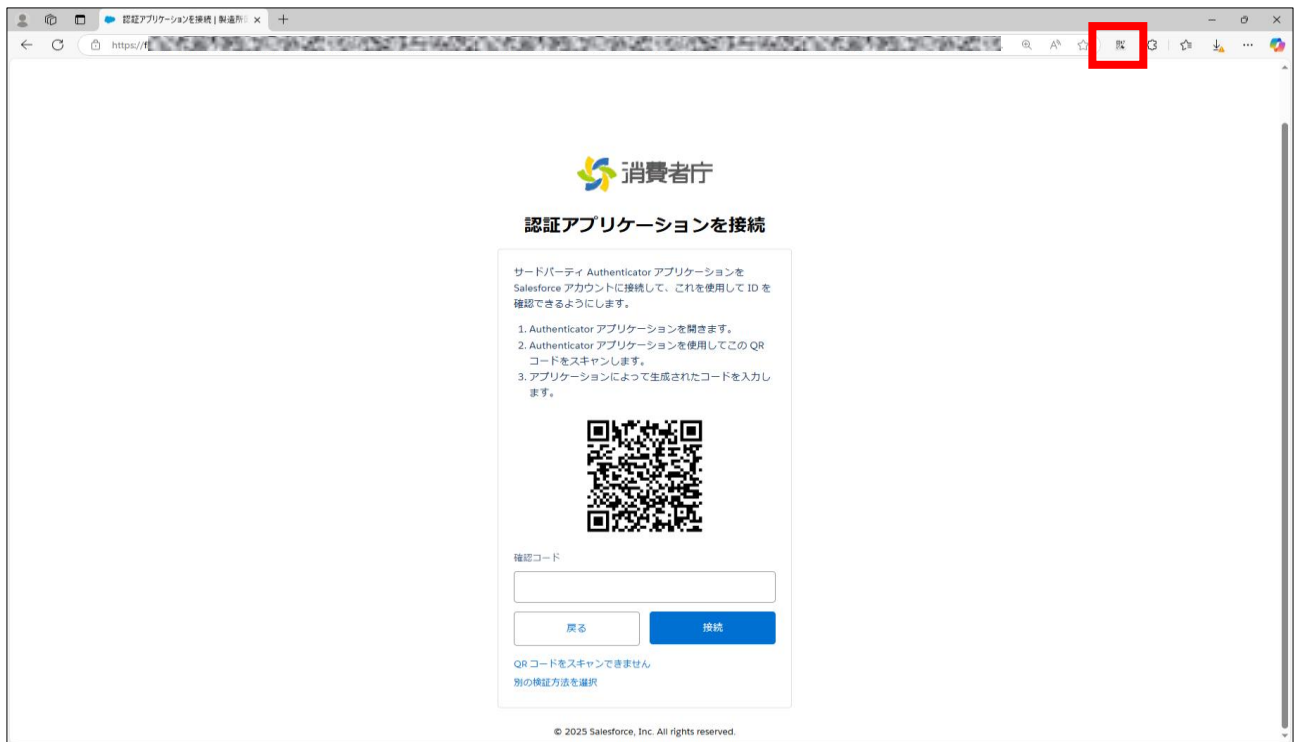 認証アプリケーションを接続 | 製造所
https://f
消費者庁
認証アプリケーションを接続
サードパーティ Authenticator アプリケーションを
Salesforce アカウントに接続して、これを使用して ID を
確認できるようにします。
1. Authenticator アプリケーションを開きます。
2. Authenticator アプリケーションを使用してこの QR
コードをスキャンします。
3. アプリケーションによって生成されたコードを入力し
ます。
確認コード
戻る
接続
QR コードをスキャンできません
別の検証方法を選択
© 2025 Salesforce, Inc. All rights reserved.